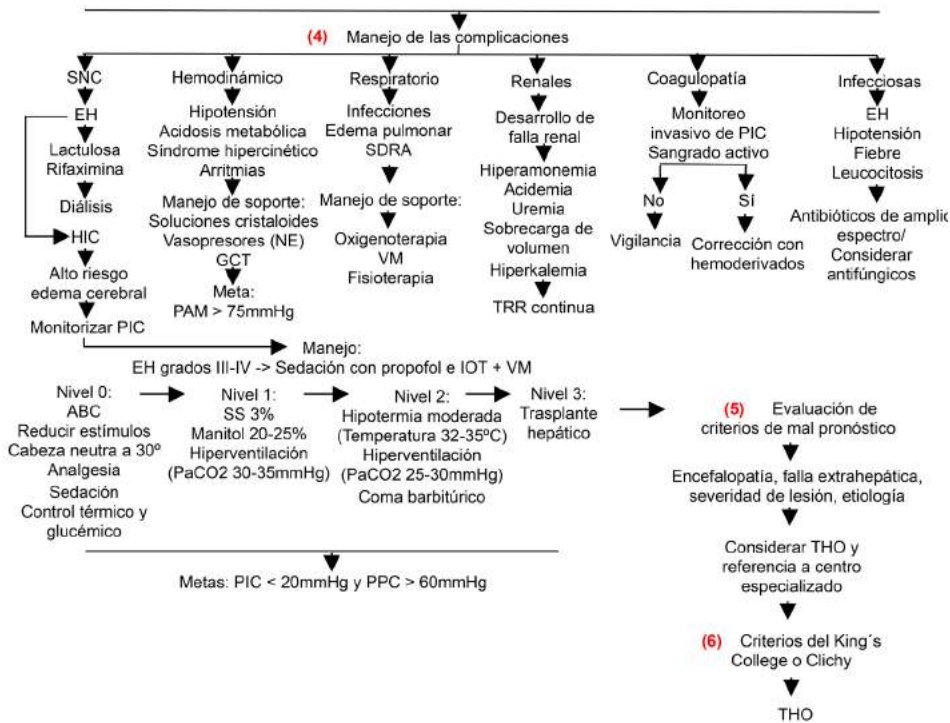 (4) Manejo de las complicaciones
SNC
EH
Lactulosa
Rifaximina
Diálisis
HIC
Alto riesgo
edema cerebral
Monitorizar PIC
Hemodinámico
Hipotensión
Acidosis metabólica
Síndrome hipercinético
Arritmias
Manejo de soporte:
Soluciones cristaloides
Vasopresores (NE)
GCT
Meta:
PAM > 75mmHg
Respiratorio
Infecciones
Edema pulmonar
SDRA
Manejo de soporte:
Oxigenoterapia
VM
Fisioterapia
Renales
Desarrollo de
falla renal
Hiperamonemia
Acidemia
Uremia
Sobrecarga de
volumen
Hiperkalemia
TRR continua
Coagulopatía
Monitoreo
invasivo de PIC
Sangrado activo
No
Vigilancia
Sí
Corrección con
hemoderivados
Infecciosas
EH
Hipotensión
Fiebre
Leucocitosis
Antibióticos de amplio
espectro/
Considerar
antifúngicos
Manejo:
EH grados III-IV -> Sedación con propofol e IOT + VM
Nivel 0:
ABC
Reducir estímulos
Cabeza neutra a 30º
Analgesia
Sedación
Control térmico y
glucémico
Nivel 1:
SS 3%
Manitol 20-25%
Hiperventilación
(PaCO2 30-35mmHg)
Nivel 2:
Hipotermia moderada
(Temperatura 32-35ºC)
Hiperventilación
(PaCO2 25-30mmHg)
Coma barbitúrico
Nivel 3:
Trasplante
hepático
Metas: PIC < 20mmHg y PPC > 60mmHg
(5) Evaluación de
criterios de mal pronóstico
Encefalopatía, falla extrahepática,
severidad de lesión, etiología
Considerar THO y
referencia a centro
especializado
(6) Criterios del King´s
College o Clichy
THO